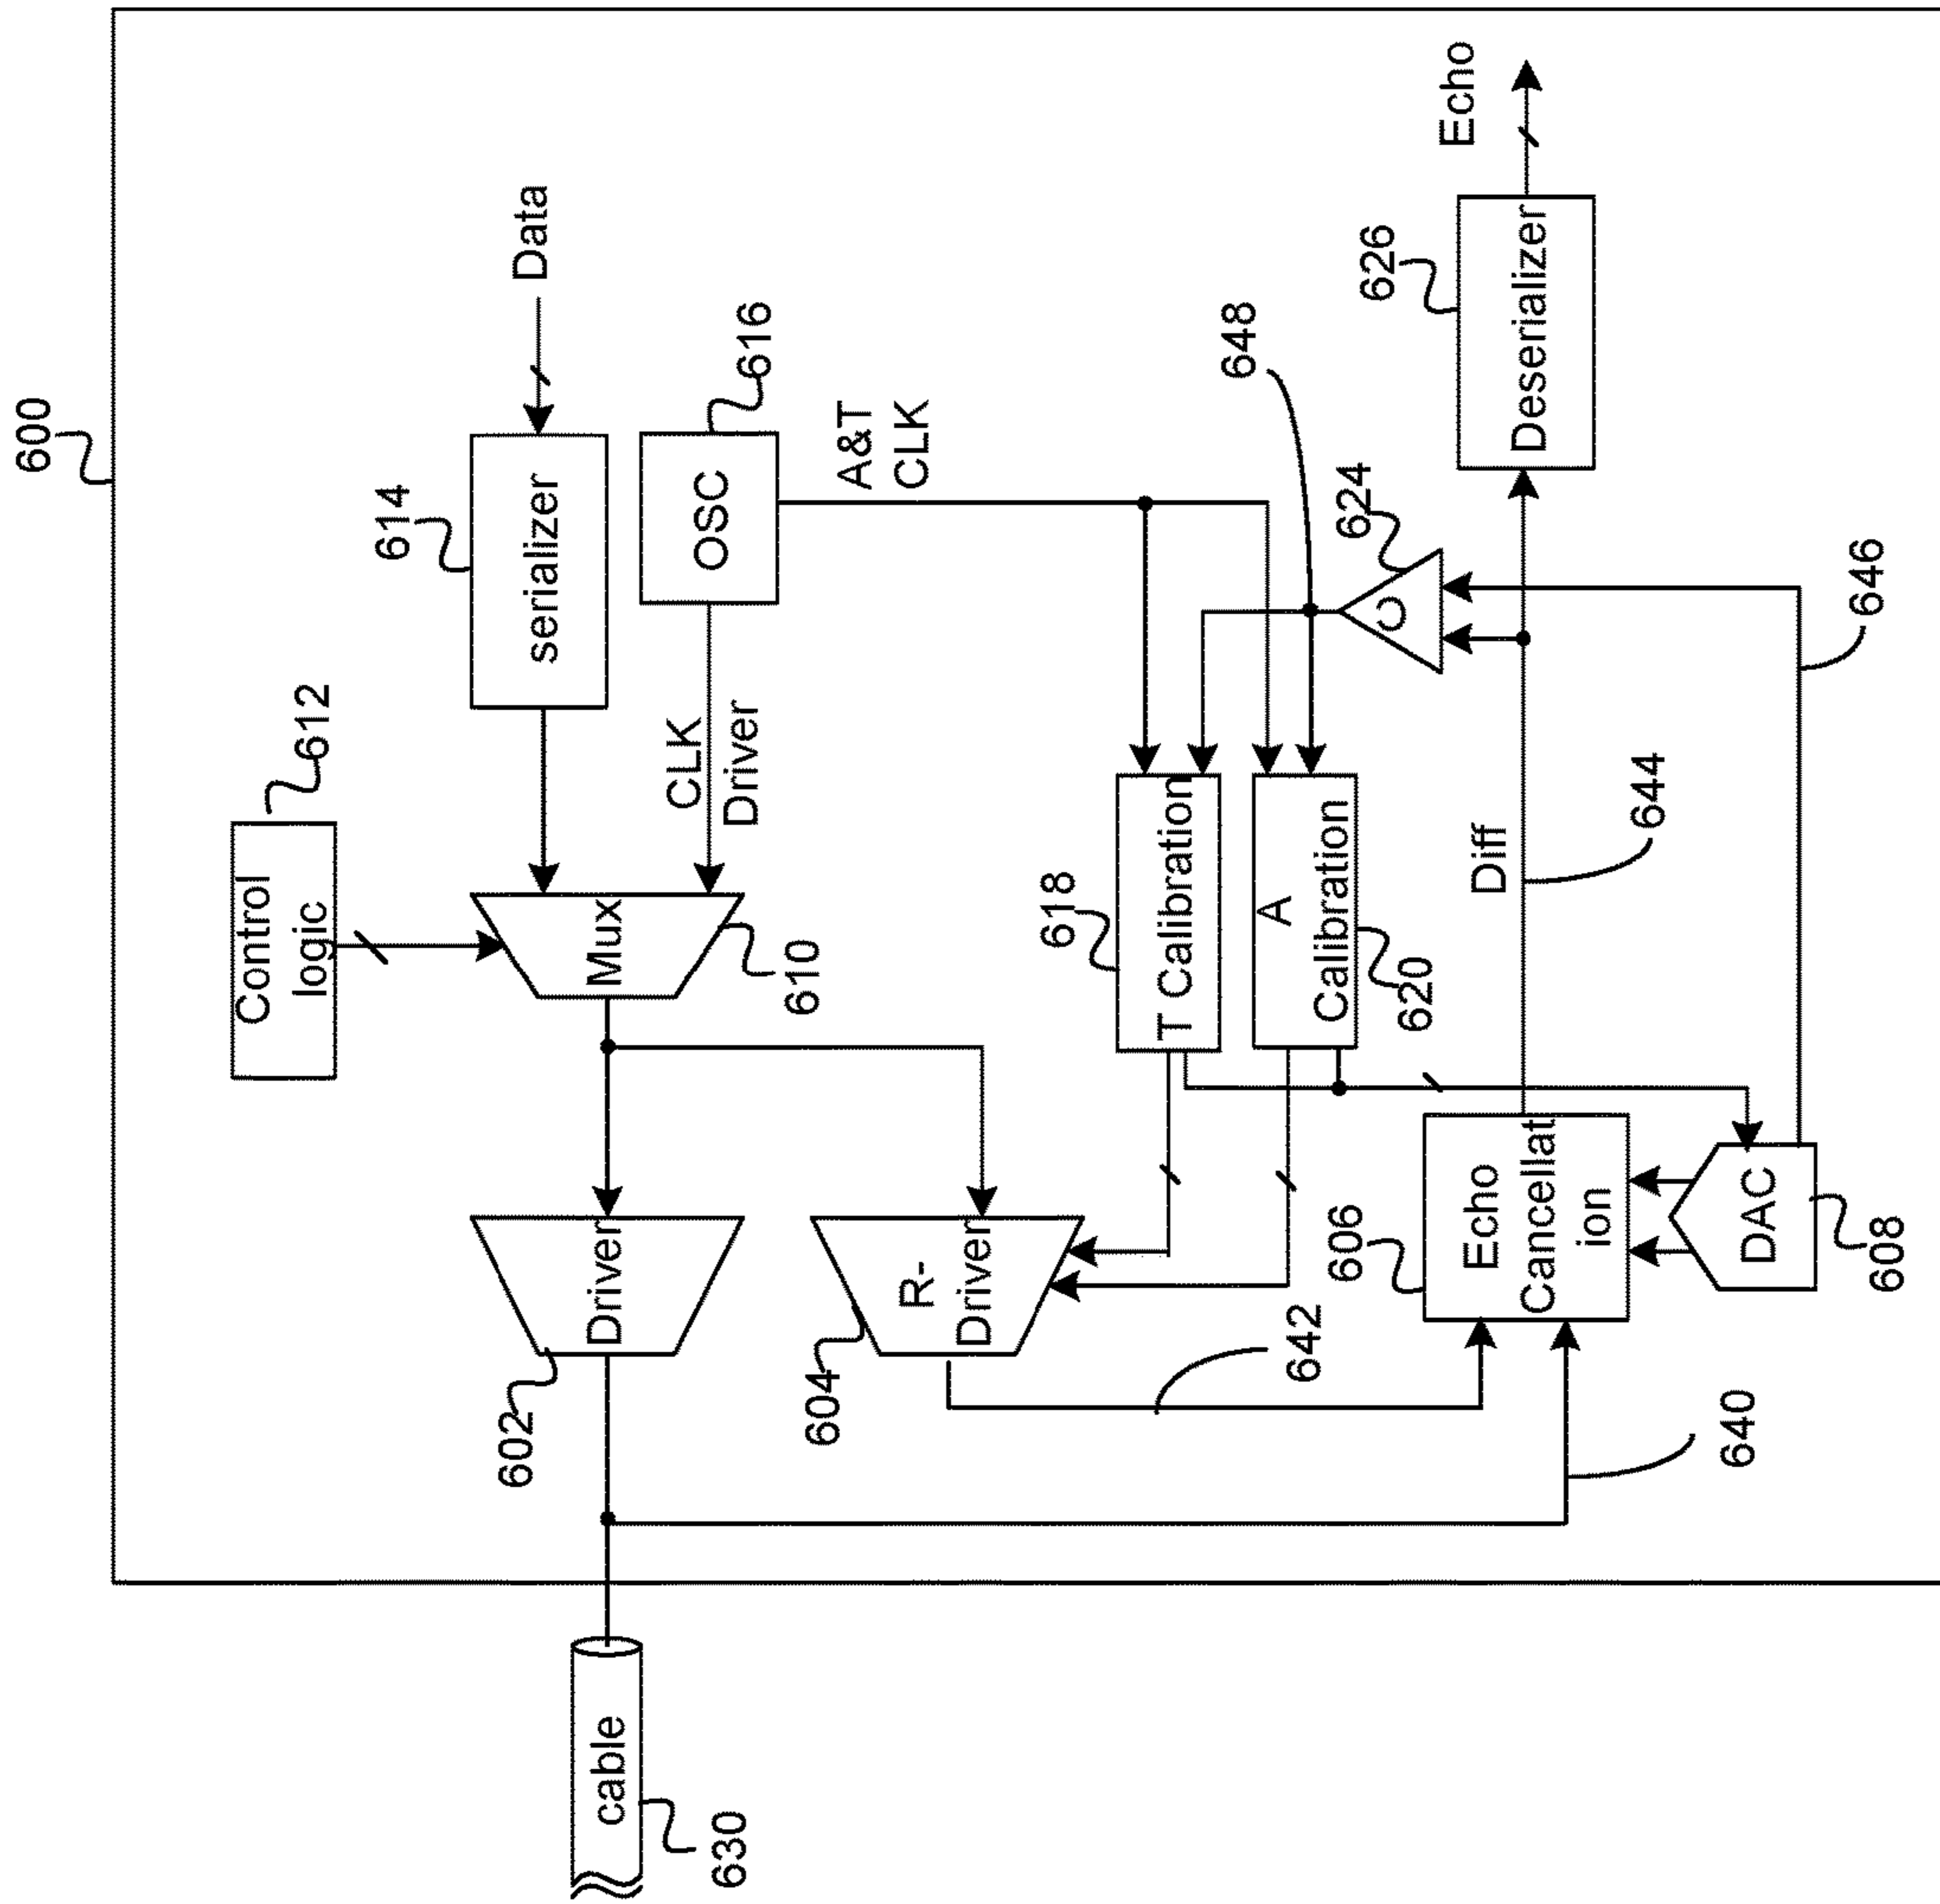 600
630
cable
602
Driver
604
R-
Driver
642
640
606
Echo
Cancellat
ion
DAC
608
Control
logic
612
Mux
610
618
T Calibration
A
Calibration
620
Diff
644
646
614
serializer
CLK
Driver
OSC
616
A&T
CLK
Data
648
C
624
626
Deserializer
Echo